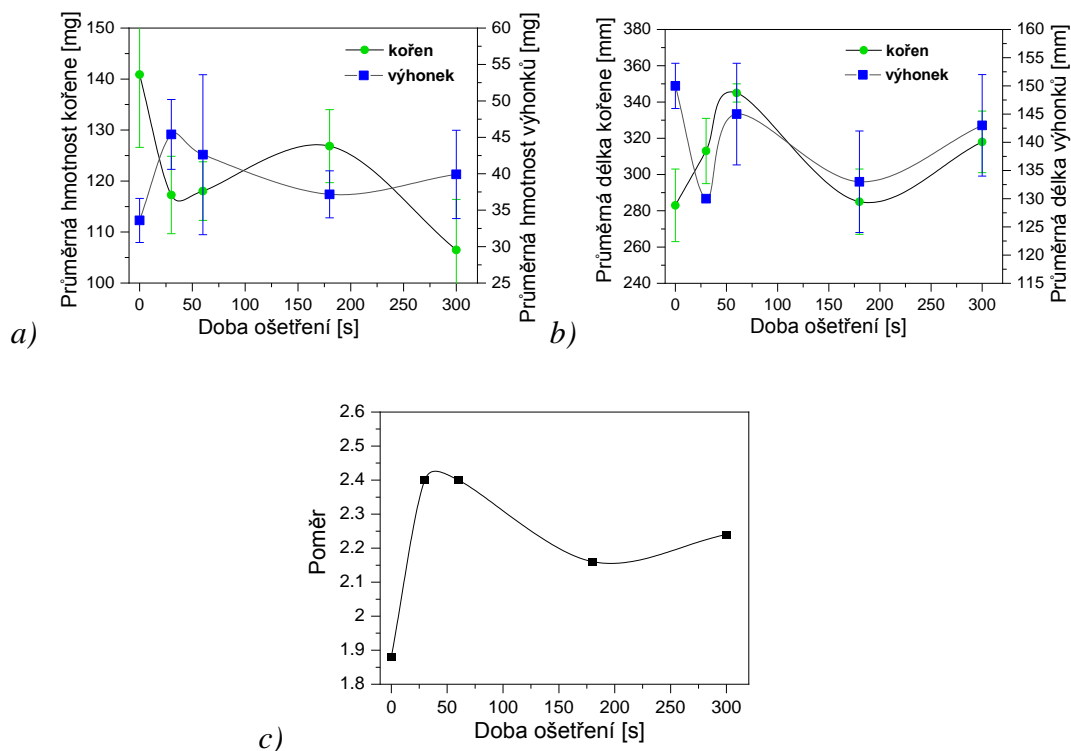 Průměrná hmotnost kořene [mg]
150
140
130
120
110
100
kořen
výhonek
60
55
50
45
40
35
30
25
Průměrná hmotnost výhonků [mg]
0 50 100 150 200 250 300
Doba ošetření [s]
a)
Průměrná délka kořene [mm]
380
360
340
320
300
280
260
240
kořen
výhonek
160
155
150
145
140
135
130
125
120
115
Průměrná délka výhonků [mm]
0 50 100 150 200 250 300
Doba ošetření [s]
b)
Poměr
2.6
2.5
2.4
2.3
2.2
2.1
2
1.9
1.8
0 50 100 150 200 250 300
Doba ošetření [s]
c)